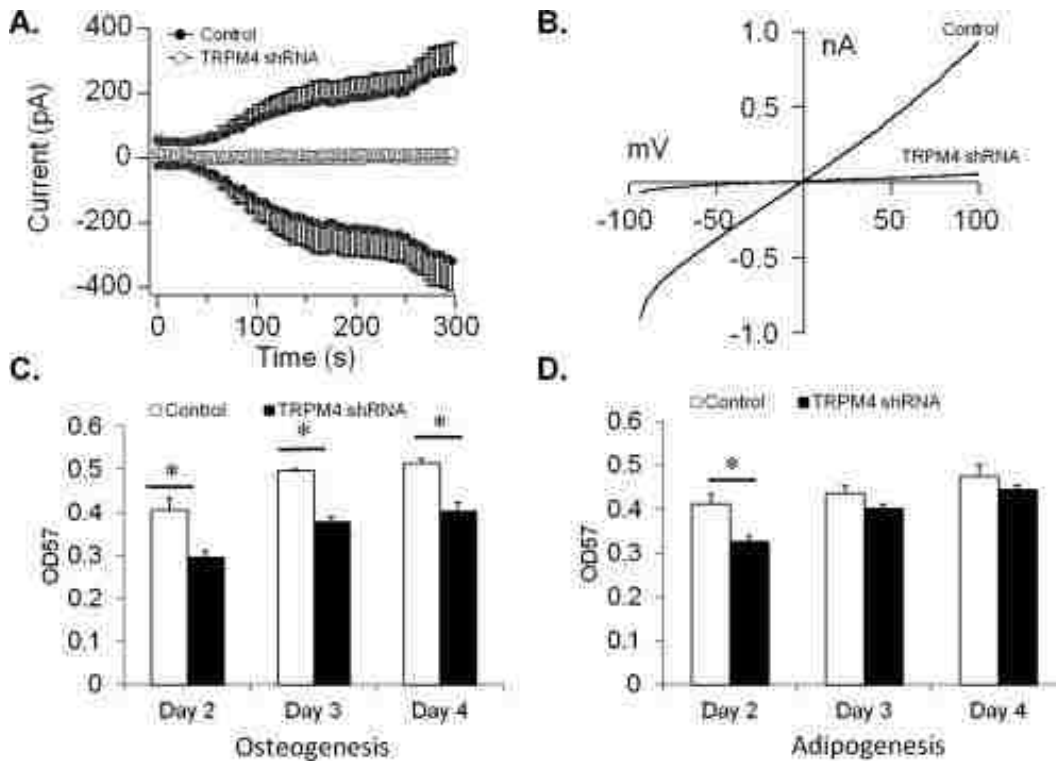 A.
Control
TRPM4 shRNA
400
200
0
-200
-400
Current (pA)
0
100
200
300
Time (s)
B.
1.0
nA
Control
0.5
mV
TRPM4 shRNA
-100
-50
50
100
-0.5
-1.0
C.
Control
TRPM4 shRNA
0.6
0.5
0.4
0.3
0.2
0.1
0
OD57
*
*
*
Day 2
Day 3
Day 4
Osteogenesis
D.
Control
TRPM4 shRNA
0.6
0.5
0.4
0.3
0.2
0.1
0
OD57
*
Day 2
Day 3
Day 4
Adipogenesis